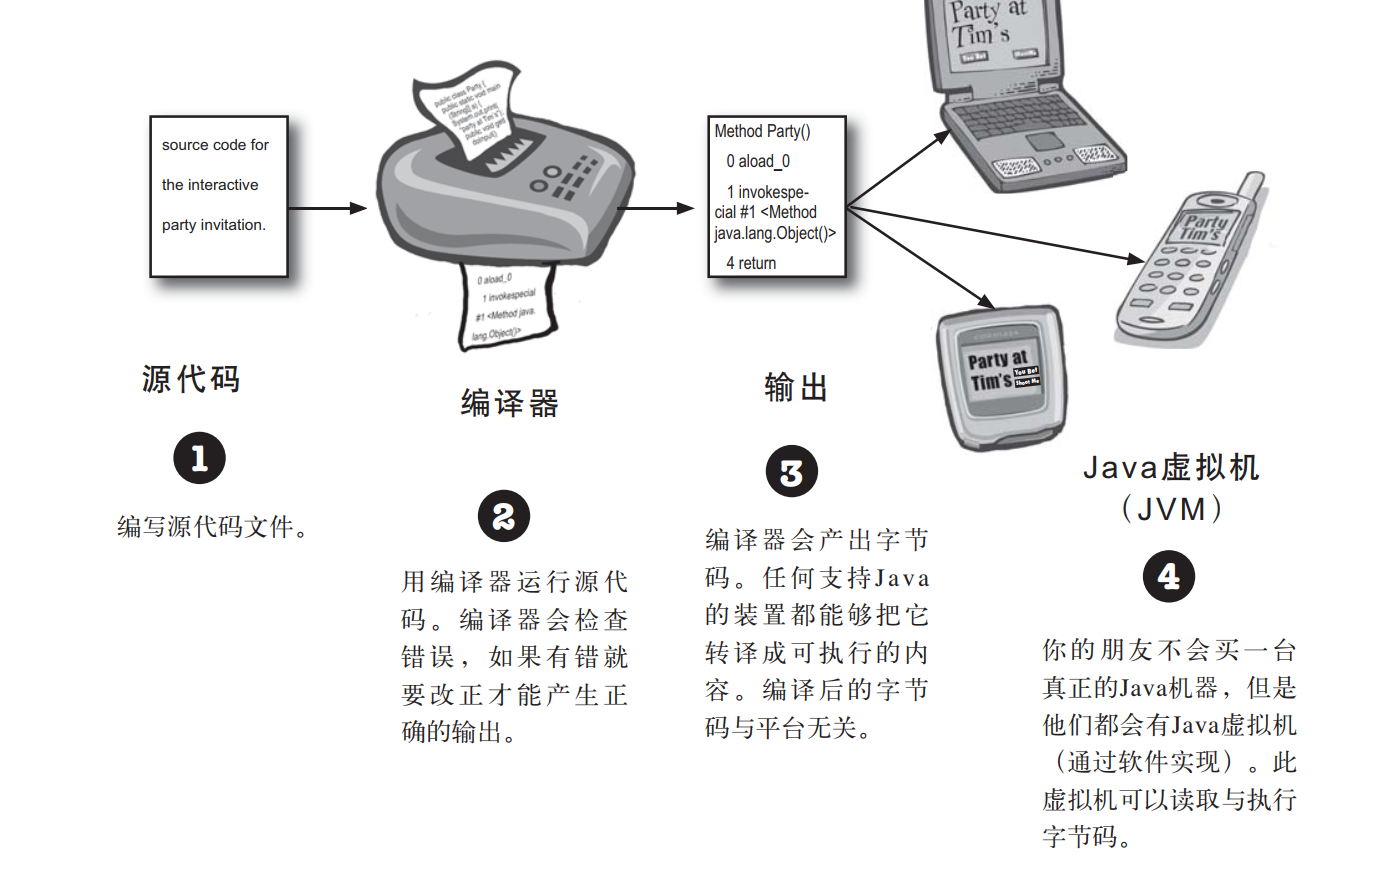 Party at
Tim's
You Bet
Shoot Me
public class Party {
public static void main
(String[] a) {
System.out.print(
"party at Tim's");
public void get(
doinput()
source code for
the interactive
party invitation.
Method Party()
0 aload_0
1 invokespe-
cial #1 <Method
java.lang.Object()>
4 return
0 aload_0
1 invokespecial
#1 <Method java.
lang.Object()>
Party
Tim's
Party at
Tim's
You Bet
Shoot Me
源代码
1
编写源代码文件。
编译器
2
用编译器运行源代
码。编译器会检查
错误，如果有错就
要改正才能产生正
确的输出。
输出
3
编译器会产出字节
码。任何支持Java
的装置都能够把它
转译成可执行的内
容。编译后的字节
码与平台无关。
Java虚拟机
（JVM）
4
你的朋友不会买一台
真正的Java机器，但是
他们都会有Java虚拟机
（通过软件实现）。此
虚拟机可以读取与执行
字节码。